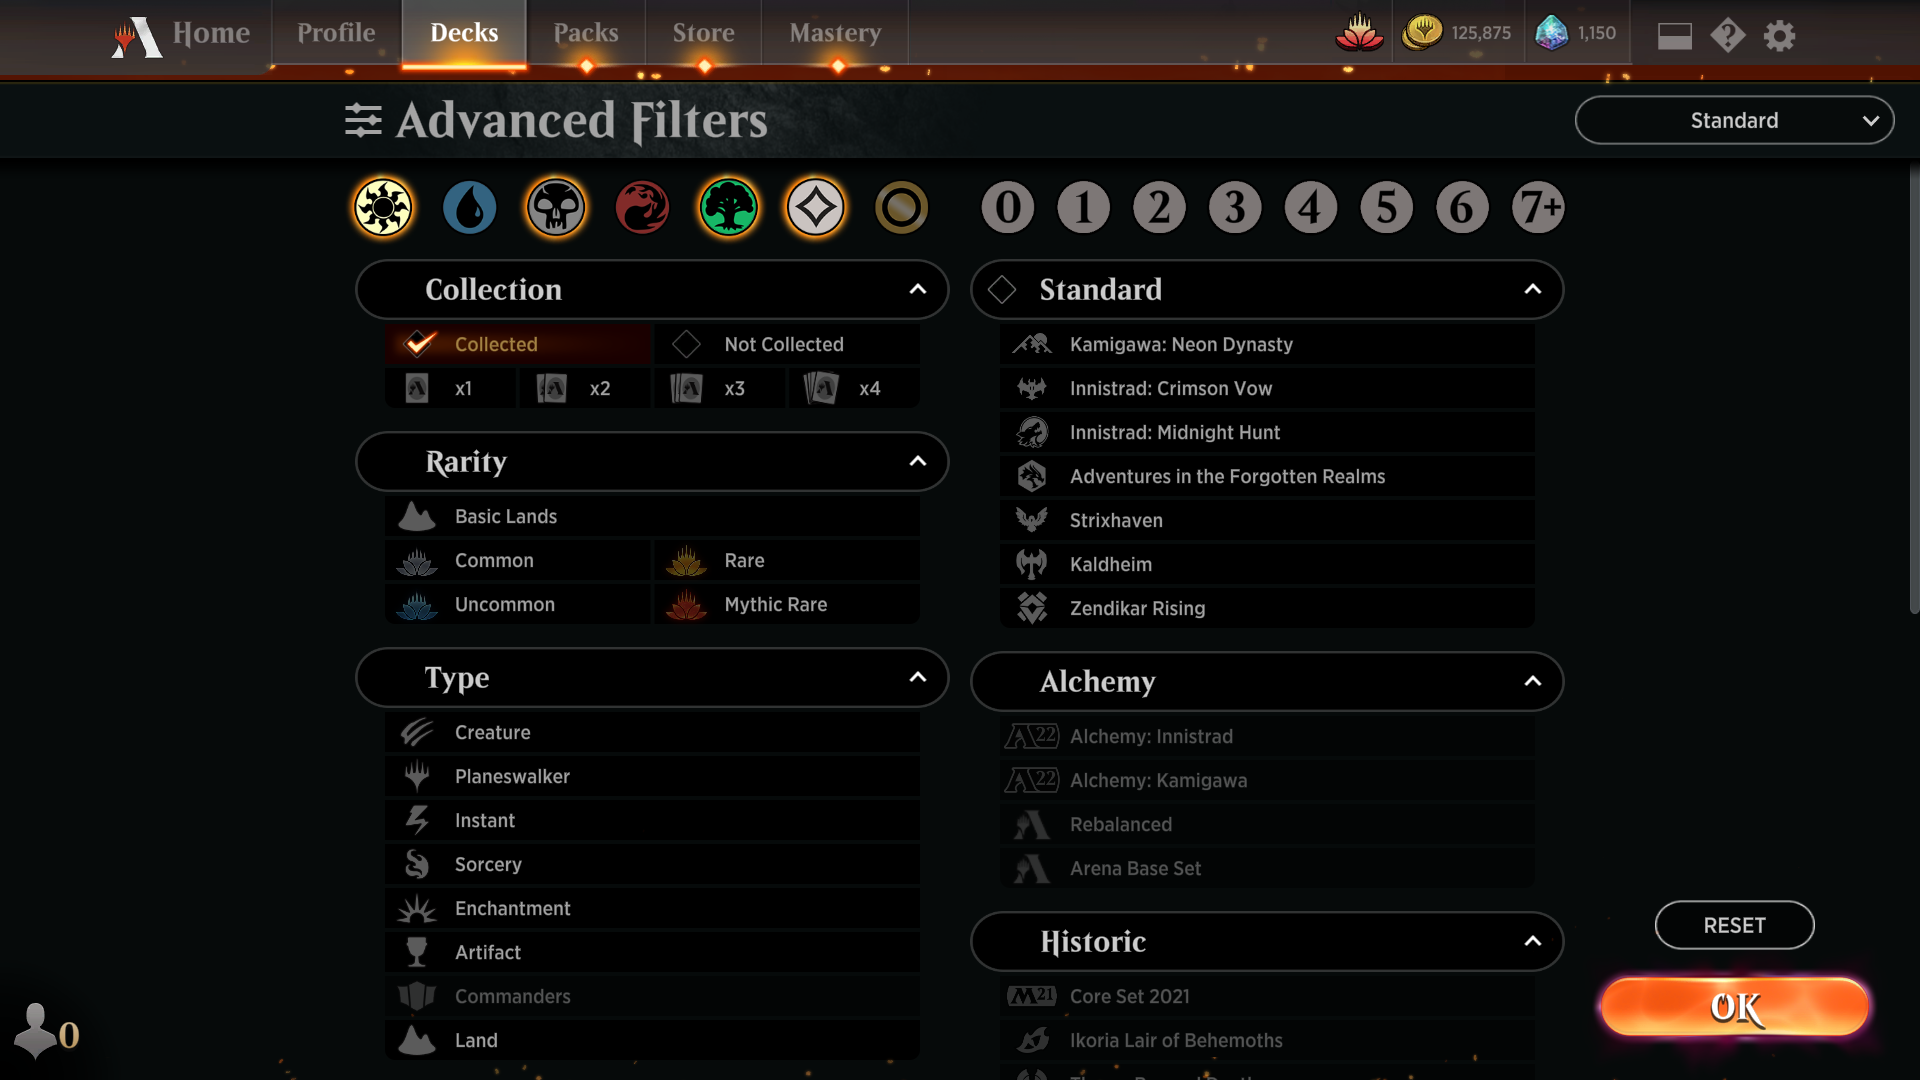 Home Profile Decks Packs Store Mastery 125,875 1,150
Advanced Filters Standard
0 1 2 3 4 5 6 7+
Collection
Collected Not Collected
x1 x2 x3 x4
Rarity
Basic Lands
Common Rare
Uncommon Mythic Rare
Type
Creature
Planeswalker
Instant
Sorcery
Enchantment
Artifact
Commanders
Land
Standard
Kamigawa: Neon Dynasty
Innistrad: Crimson Vow
Innistrad: Midnight Hunt
Adventures in the Forgotten Realms
Strixhaven
Kaldheim
Zendikar Rising
Alchemy
A22 Alchemy: Innistrad
A22 Alchemy: Kamigawa
Rebalanced
Arena Base Set
Historic
M21 Core Set 2021
Ikoria Lair of Behemoths
RESET
OK
0